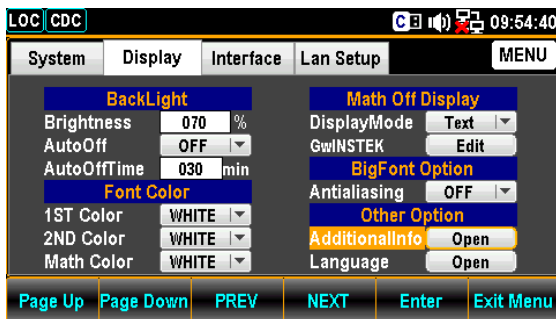 LOC CDC C 09:54:40
System Display Interface Lan Setup MENU
BackLight
Brightness 070 %
AutoOff OFF
AutoOffTime 030 min
Font Color
1ST Color WHITE
2ND Color WHITE
Math Color WHITE
Math Off Display
DisplayMode Text
GWINSTEK Edit
BigFont Option
Antialiasing OFF
Other Option
AdditionalInfo Open
Language Open
Page Up Page Down PREV NEXT Enter Exit Menu